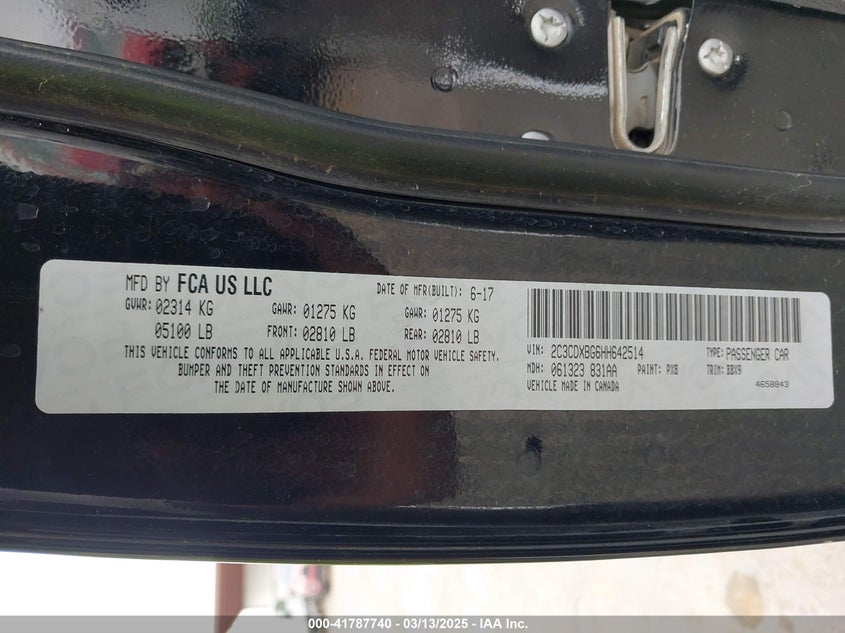 MFD BY FCA US LLC DATE OF MFR(BUILT): 6-17
GVWR: 02314 KG GAWR: 01275 KG GAWR: 01275 KG
05100 LB FRONT: 02810 LB REAR: 02810 LB
THIS VEHICLE CONFORMS TO ALL APPLICABLE U.S.A. FEDERAL MOTOR VEHICLE SAFETY,
BUMPER AND THEFT PREVENTION STANDARDS IN EFFECT ON
THE DATE OF MANUFACTURE SHOWN ABOVE.
VIN: 2C3CDXBG6HH642514 TYPE: PASSENGER CAR
MDH: 061323 831AA PAINT: PX8 TRIM: BBX9
VEHICLE MADE IN CANADA 4658843
000-41787740 - 03/13/2025 - IAA Inc.